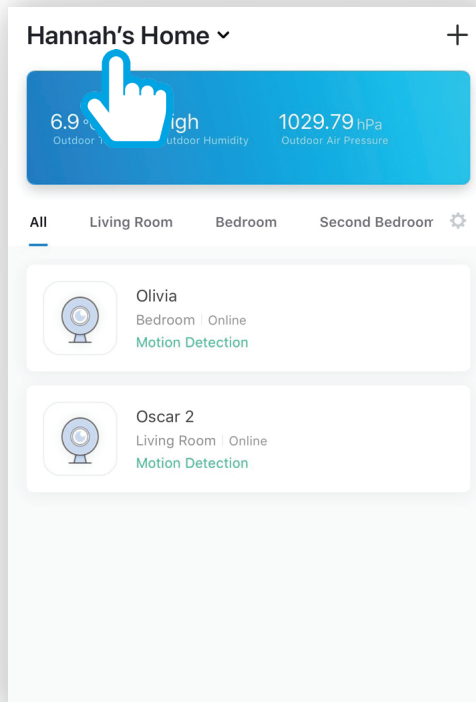 Hannah's Home
6.9 igh 1029.79 hPa
Outdoor T utdoor Humidity Outdoor Air Pressure
All Living Room Bedroom Second Bedroom
Olivia
Bedroom | Online
Motion Detection
Oscar 2
Living Room | Online
Motion Detection